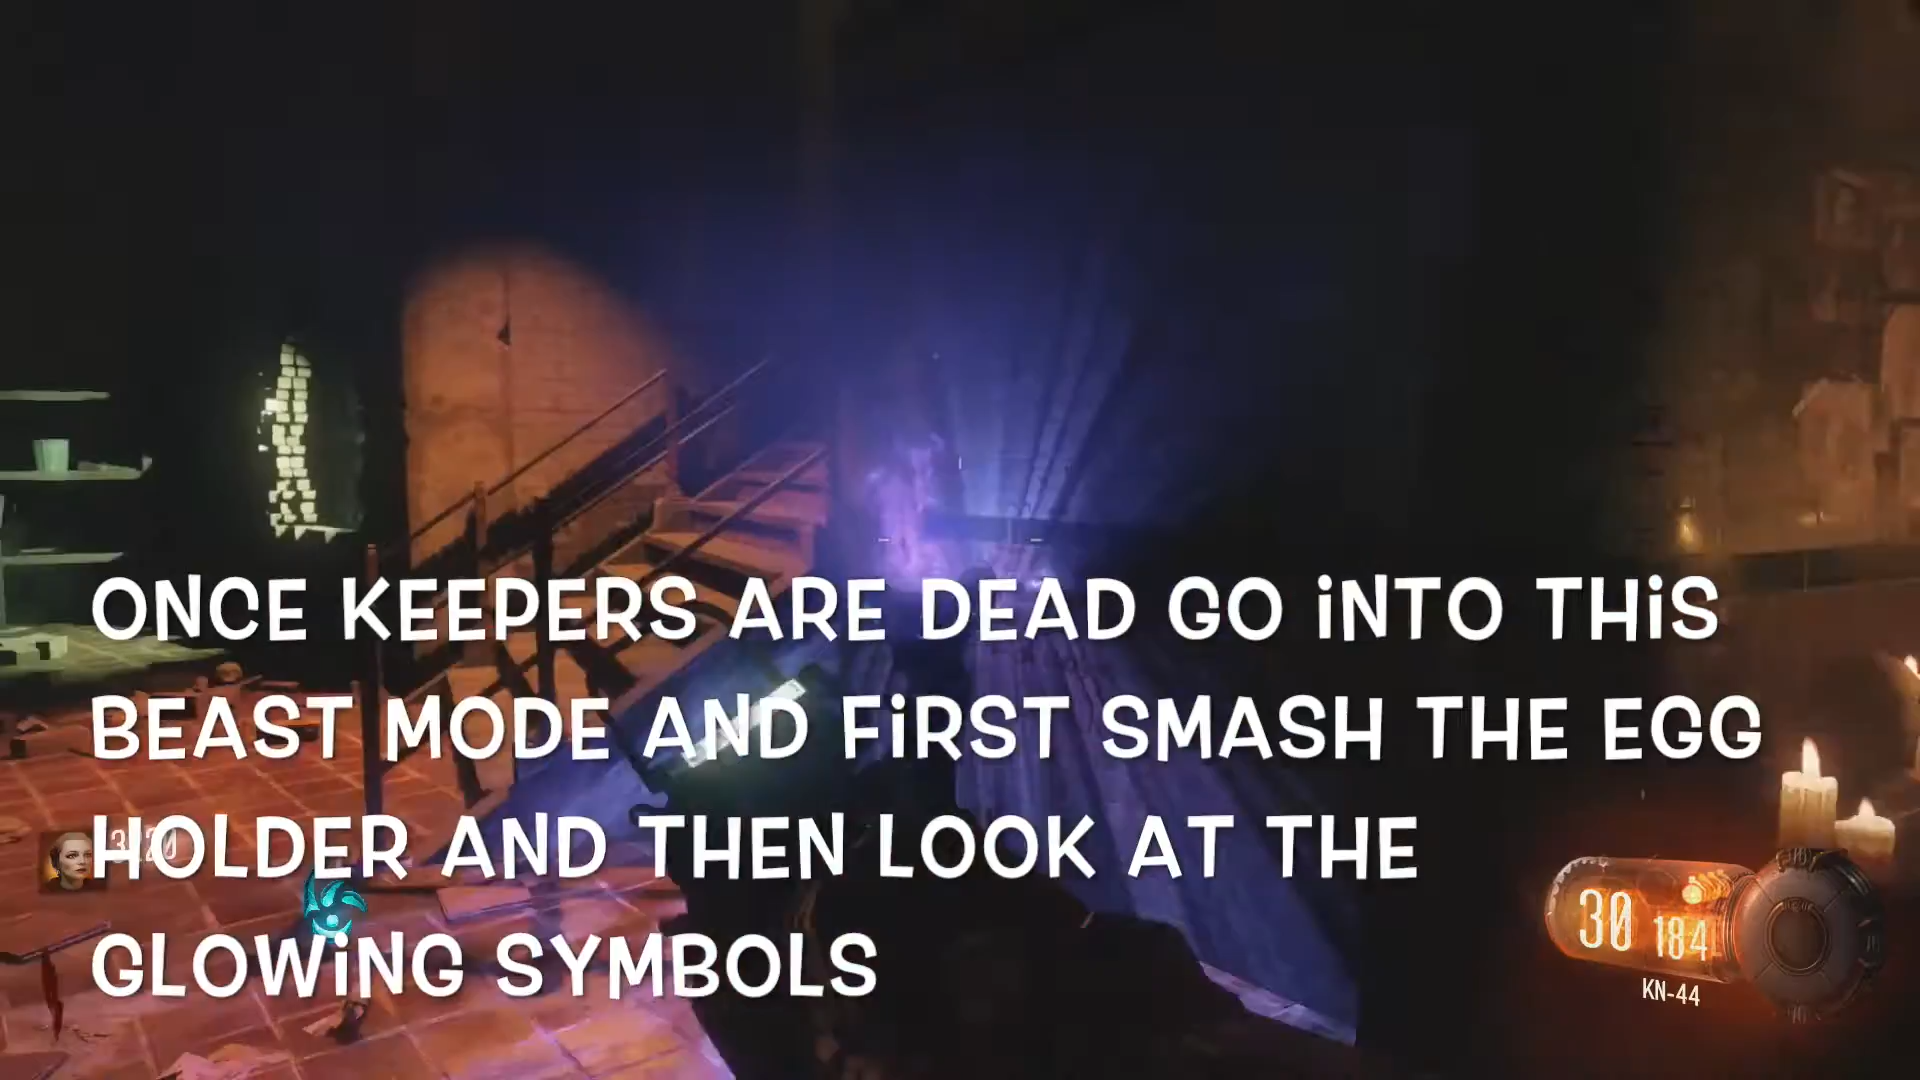 ONCE KEEPERS ARE DEAD GO iNTO THiS
BEAST MODE AND FiRST SMASH THE EGG
HOLDER AND THEN LOOK AT THE
GLOWiNG SYMBOLS
30 184
KN-44